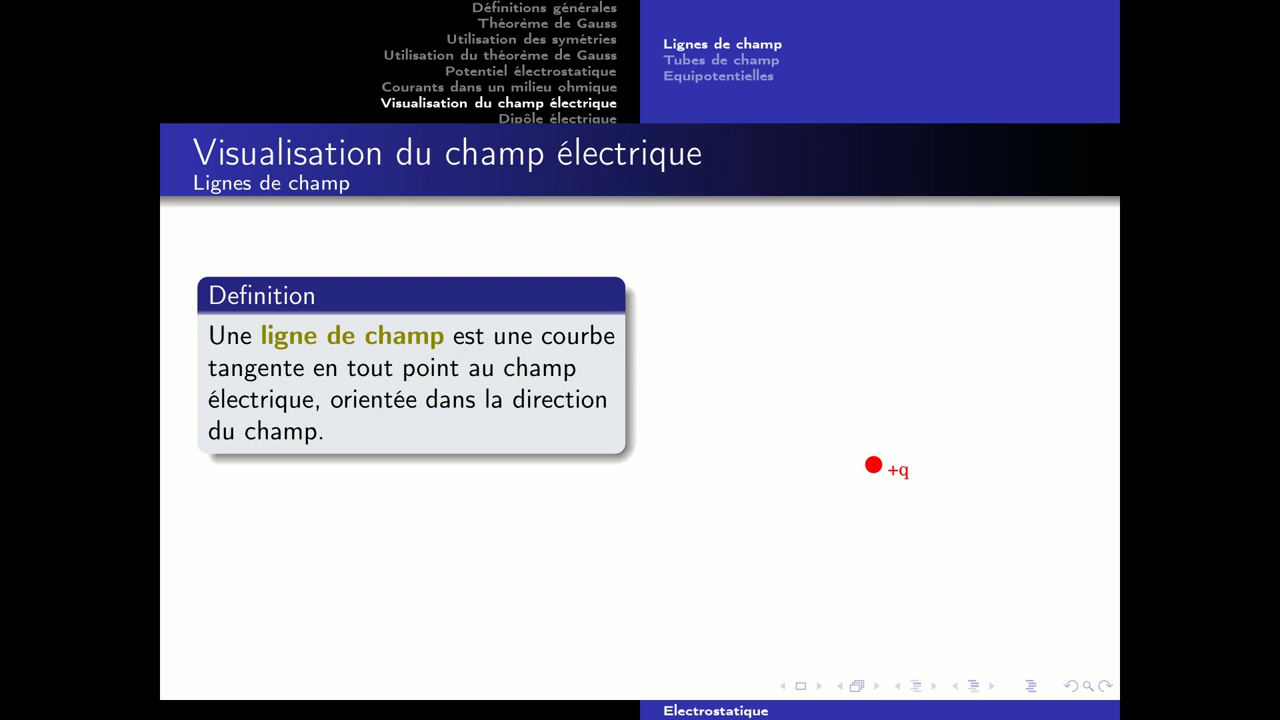 Définitions générales
Théorème de Gauss
Utilisation des symétries
Utilisation du théorème de Gauss
Potentiel électrostatique
Courants dans un milieu ohmique
Visualisation du champ électrique
Dipôle électrique
Lignes de champ
Tubes de champ
Equipotentielles
Visualisation du champ électrique
Lignes de champ
Definition
Une ligne de champ est une courbe
tangente en tout point au champ
électrique, orientée dans la direction
du champ.
+q
Electrostatique